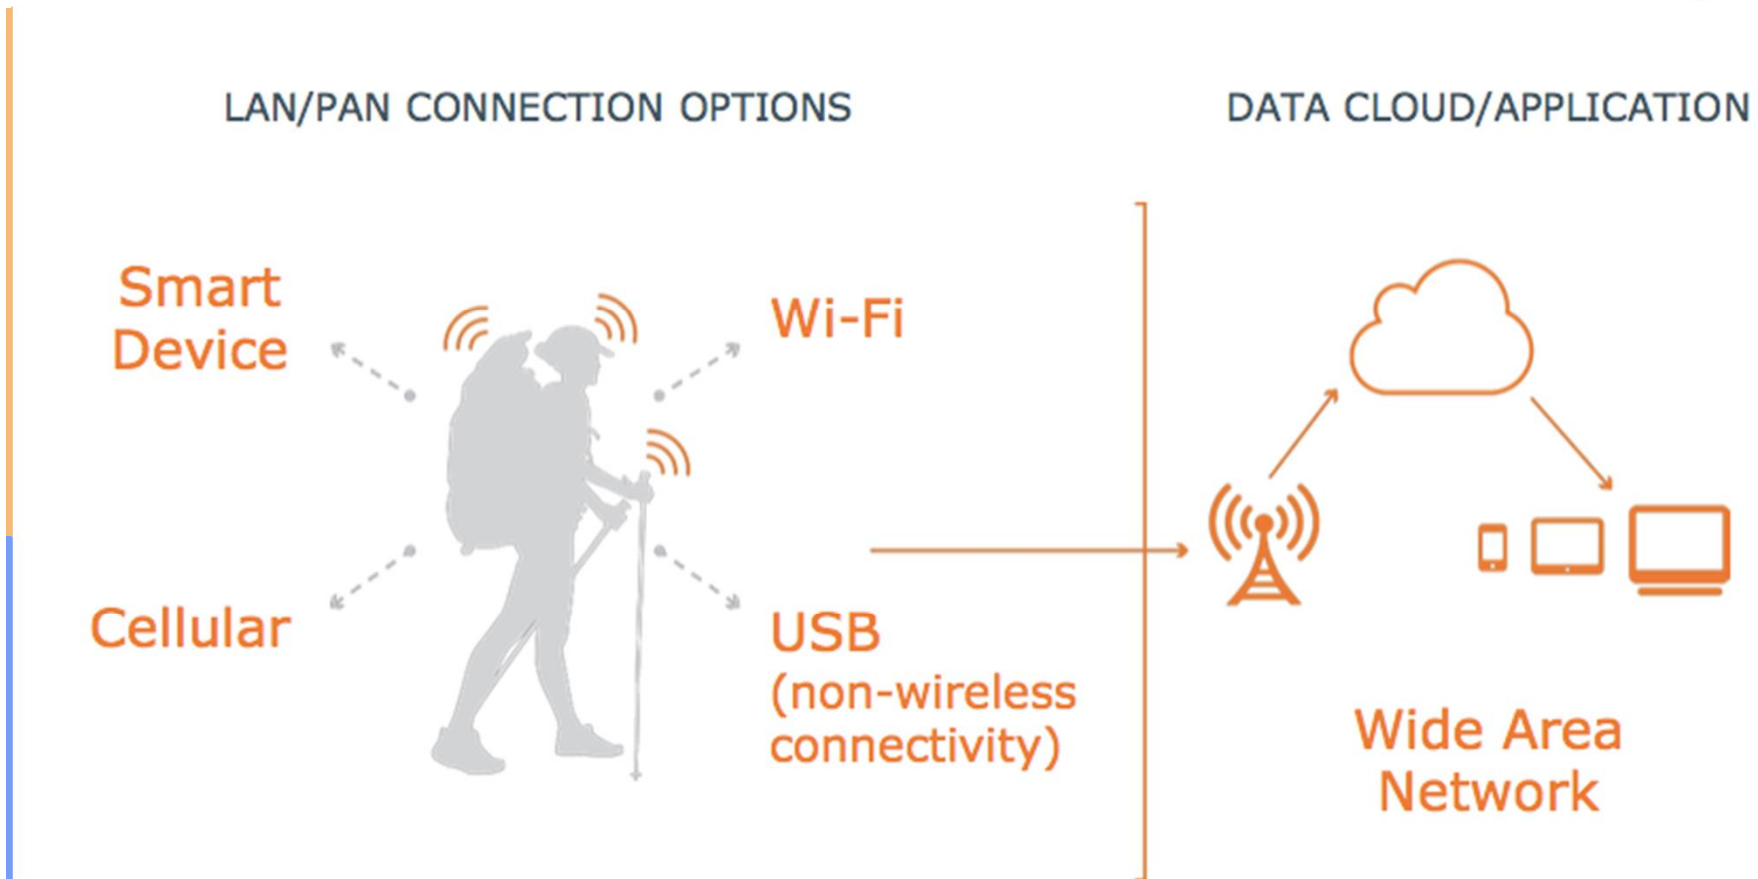 LAN/PAN CONNECTION OPTIONS
DATA CLOUD/APPLICATION
Smart
Device
Wi-Fi
Cellular
USB
(non-wireless
connectivity)
Wide Area
Network